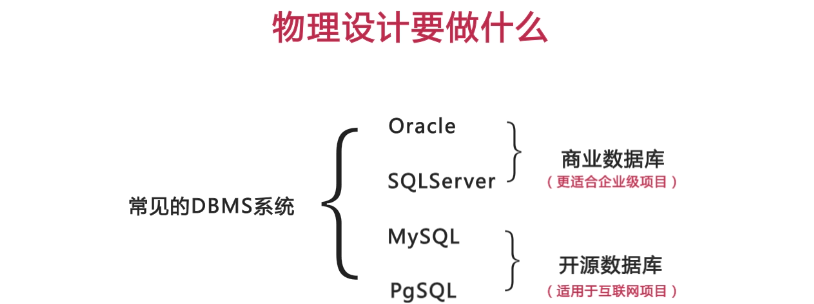 物理设计要做什么
常见的DBMS系统
Oracle
SQLServer
商业数据库
（更适合企业级项目）
MySQL
PgSQL
开源数据库
（适用于互联网项目）